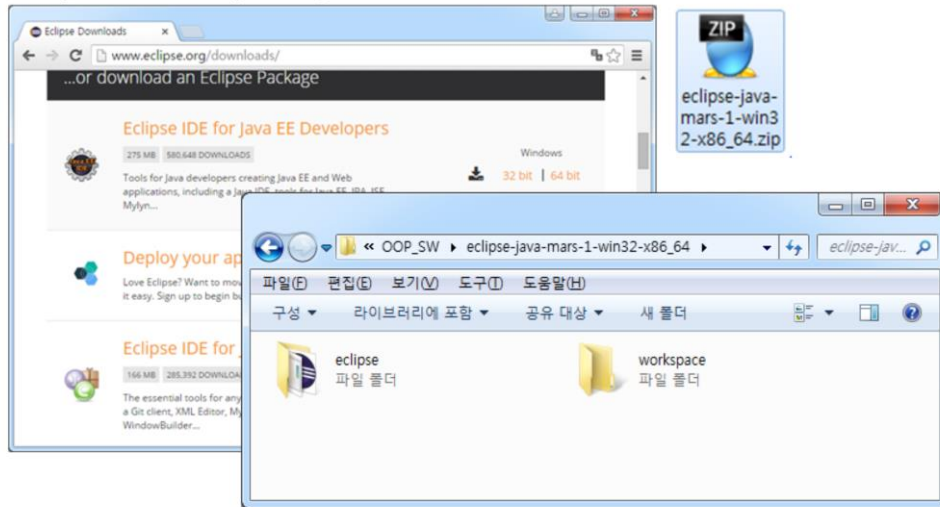 Eclipse Downloads
www.eclipse.org/downloads/
...or download an Eclipse Package
Eclipse IDE for Java EE Developers
275 MB 580,648 DOWNLOADS
Windows
Tools for Java developers creating Java EE and Web
applications, including a Java IDE, tools for Java EE, JPA, JSF,
Mylyn...
32 bit | 64 bit
Deploy your ap
Love Eclipse? Want to mov
it easy. Sign up to begin bu
Eclipse IDE for
166 MB 285,392 DOWNLOA
The essential tools for any
a Git client, XML Editor, My
WindowBuilder...
ZIP
eclipse-java-
mars-1-win3
2-x86_64.zip
« OOP_SW ▸ eclipse-java-mars-1-win32-x86_64 ▸
eclipse-jav...
파일(F) 편집(E) 보기(V) 도구(T) 도움말(H)
구성 ▼ 라이브러리에 포함 ▼ 공유 대상 ▼ 새 폴더
eclipse
파일 폴더
workspace
파일 폴더